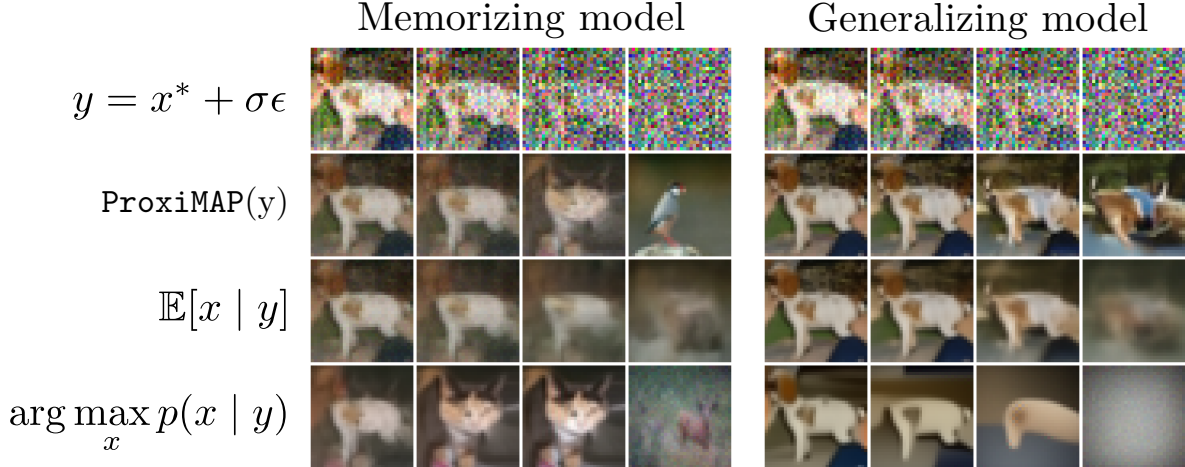 Memorizing model Generalizing model
y = x* + σϵ
ProxiMAP(y)
𝔼[x | y]
arg max p(x | y)
x